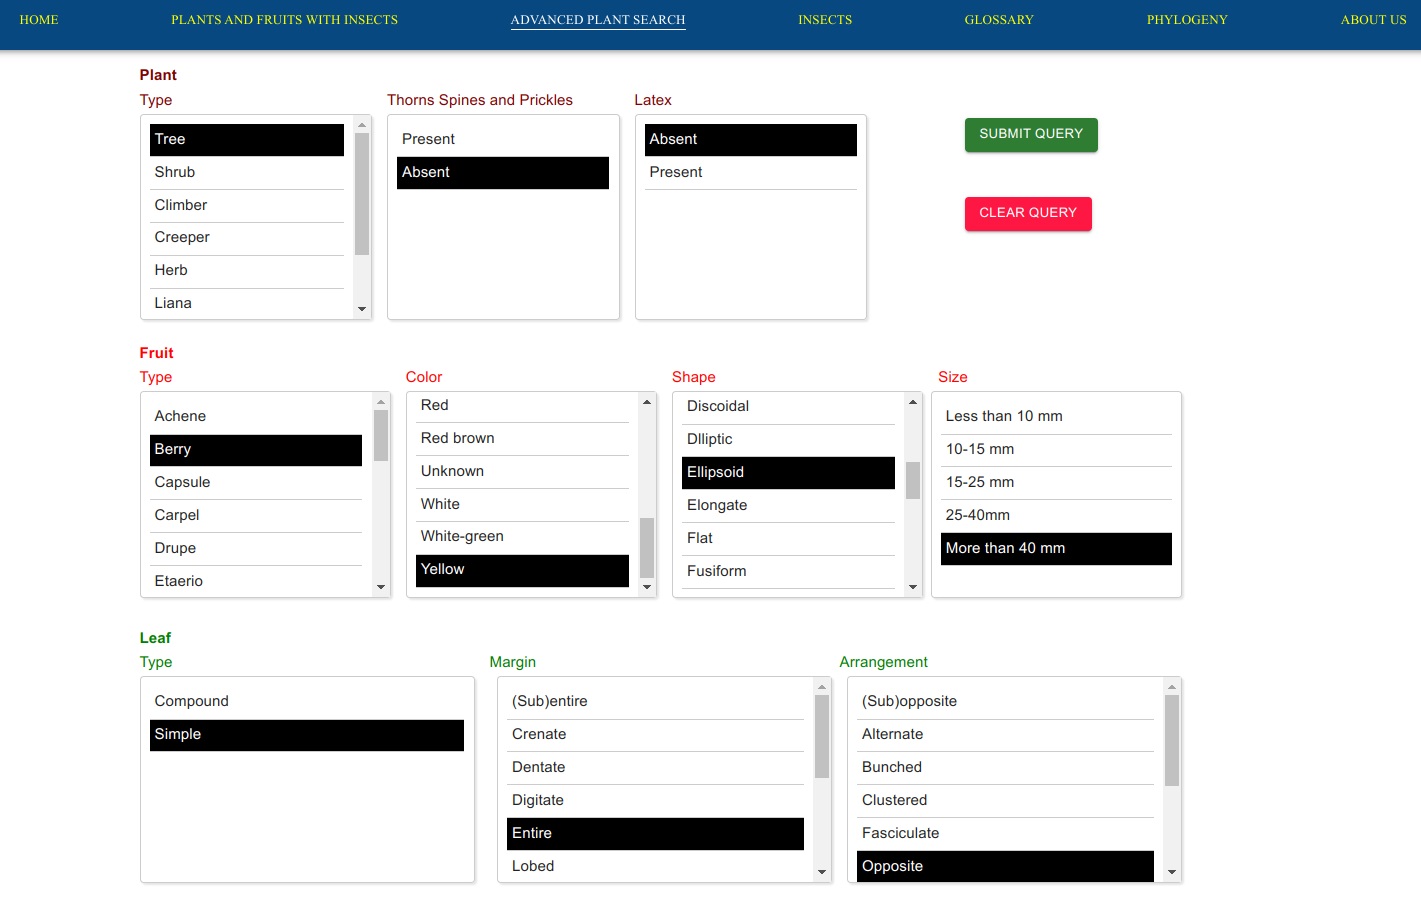 HOME PLANTS AND FRUITS WITH INSECTS ADVANCED PLANT SEARCH INSECTS GLOSSARY PHYLOGENY ABOUT US
Plant
Type
Tree
Shrub
Climber
Creeper
Herb
Liana
Thorns Spines and Prickles
Present
Absent
Latex
Absent
Present
SUBMIT QUERY
CLEAR QUERY
Fruit
Type
Achene
Berry
Capsule
Carpel
Drupe
Etaerio
Color
Red
Red brown
Unknown
White
White-green
Yellow
Shape
Discoidal
Dlliptic
Ellipsoid
Elongate
Flat
Fusiform
Size
Less than 10 mm
10-15 mm
15-25 mm
25-40mm
More than 40 mm
Leaf
Type
Compound
Simple
Margin
(Sub)entire
Crenate
Dentate
Digitate
Entire
Lobed
Arrangement
(Sub)opposite
Alternate
Bunched
Clustered
Fasciculate
Opposite